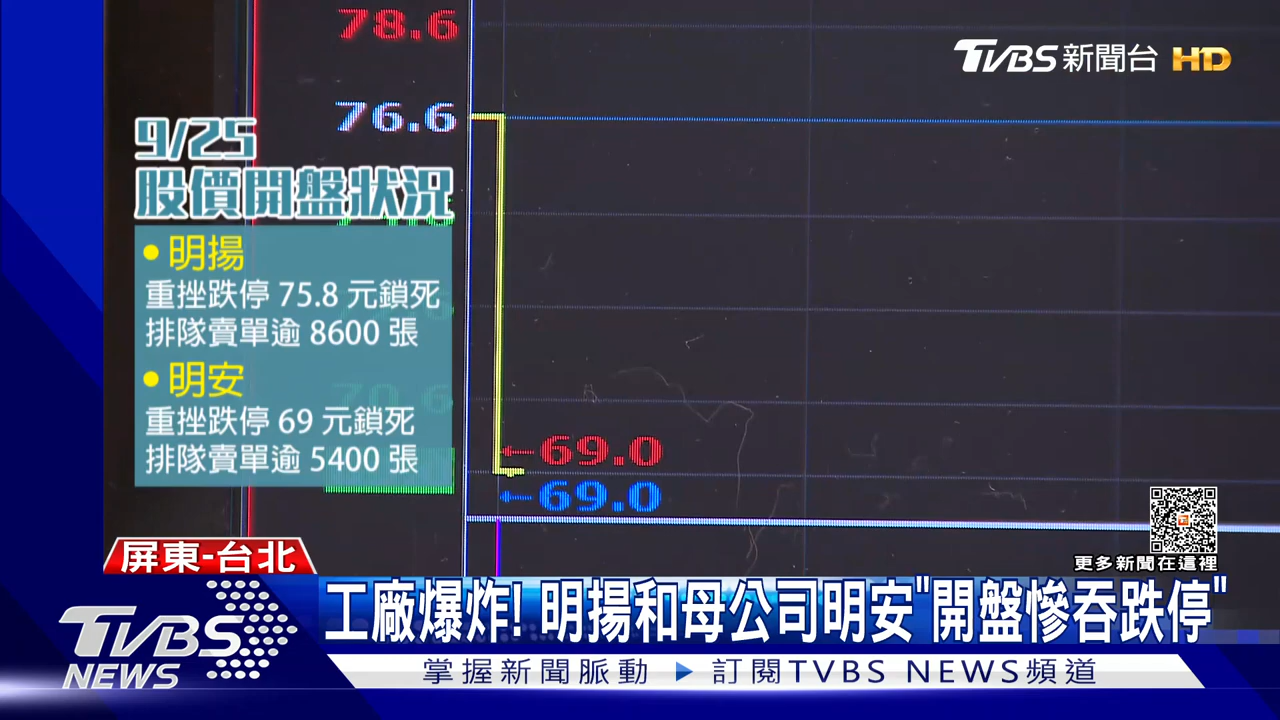 78.6
TVBS新聞台 HD
76.6
9/25
股價開盤狀況
● 明揚
重挫跌停 75.8 元鎖死
排隊賣單逾 8600 張
● 明安
重挫跌停 69 元鎖死
排隊賣單逾 5400 張
70.6
←69.0
←69.0
更多新聞在這裡
屏東-台北
工廠爆炸! 明揚和母公司明安"開盤慘吞跌停"
TVBS NEWS
掌握新聞脈動 ▶ 訂閱TVBS NEWS頻道